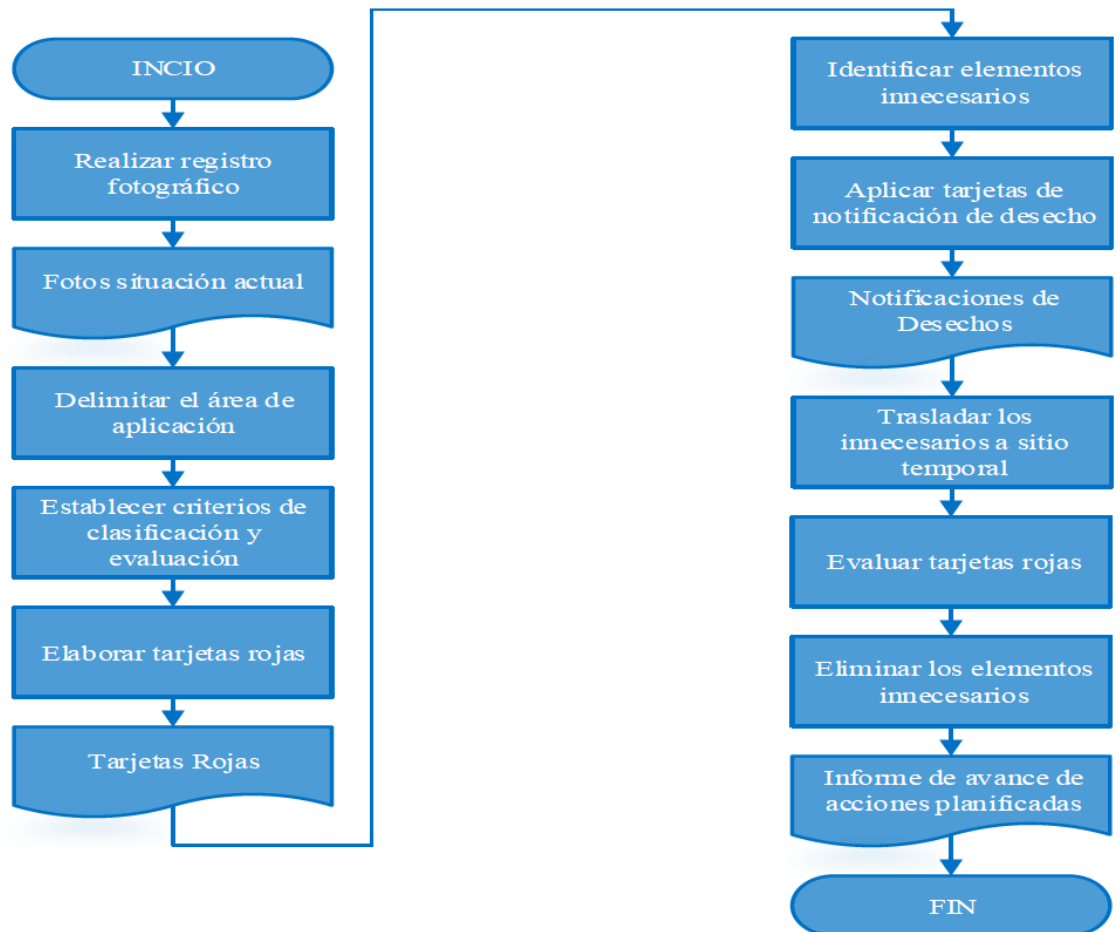 INCIO
Realizar registro
fotográfico
Fotos situación actual
Delimitar el área de
aplicación
Establecer criterios de
clasificación y
evaluación
Elaborar tarjetas rojas
Tarjetas Rojas
Identificar elementos
innecesarios
Aplicar tarjetas de
notificación de desecho
Notificaciones de
Desechos
Trasladar los
innecesarios a sitio
temporal
Evaluar tarjetas rojas
Eliminar los elementos
innecesarios
Informe de avance de
acciones planificadas
FIN